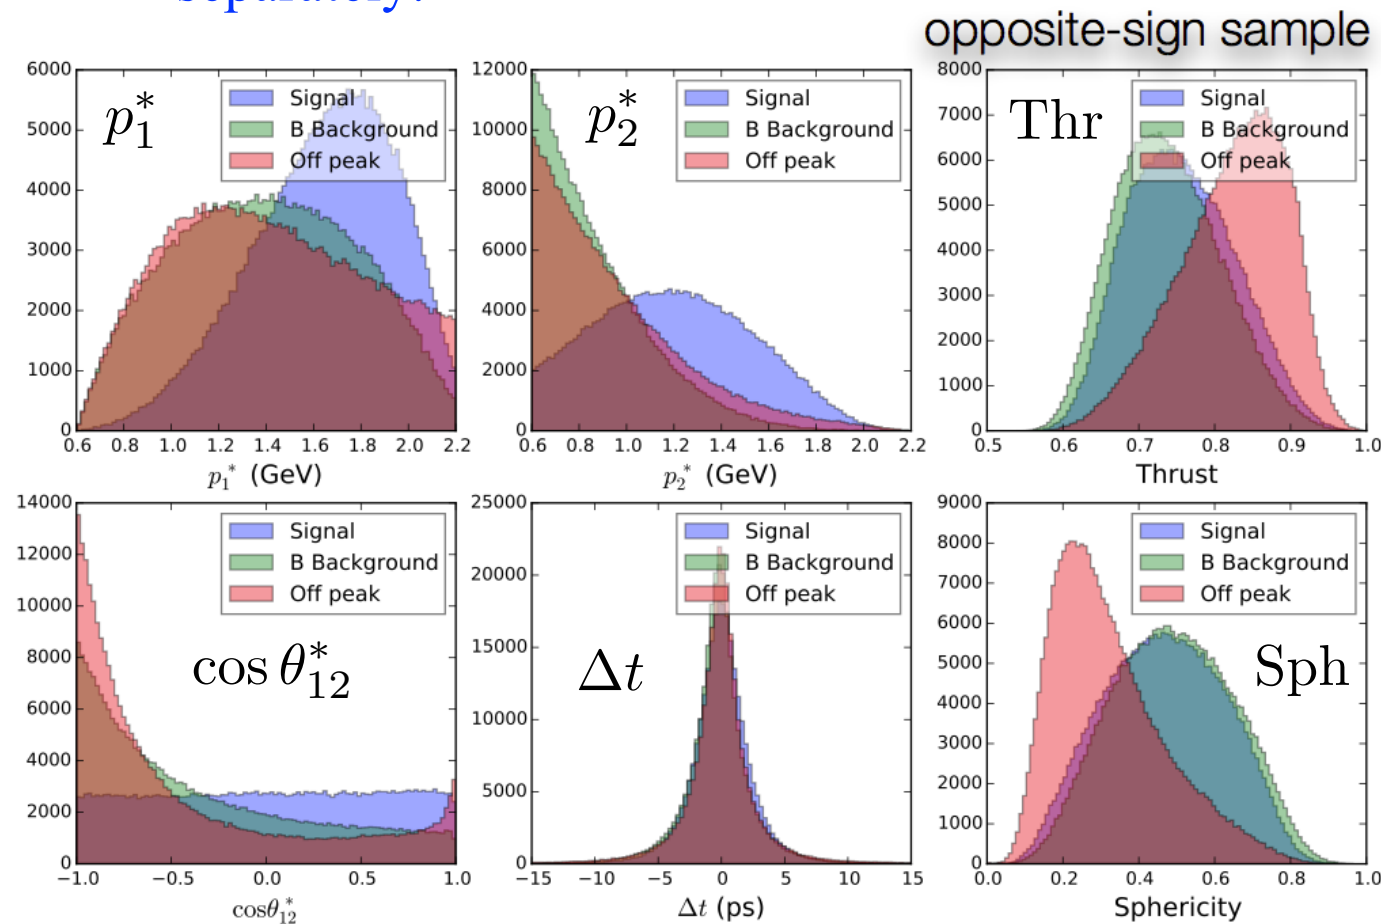 separately.
opposite-sign sample
6000
5000
4000
3000
2000
1000
0
0.6 0.8 1.0 1.2 1.4 1.6 1.8 2.0 2.2
p₁* (GeV)
p₁*
Signal
B Background
Off peak
12000
10000
8000
6000
4000
2000
0
0.6 0.8 1.0 1.2 1.4 1.6 1.8 2.0 2.2
p₂* (GeV)
p₂*
Signal
B Background
Off peak
8000
7000
6000
5000
4000
3000
2000
1000
0
0.5 0.6 0.7 0.8 0.9 1.0
Thrust
Thr
Signal
B Background
Off peak
14000
12000
10000
8000
6000
4000
2000
0
−1.0 −0.5 0.0 0.5 1.0
cosθ₁₂*
cos θ₁₂*
Signal
B Background
Off peak
25000
20000
15000
10000
5000
0
−15 −10 −5 0 5 10 15
Δt (ps)
Δt
Signal
B Background
Off peak
9000
8000
7000
6000
5000
4000
3000
2000
1000
0
0.0 0.2 0.4 0.6 0.8 1.0
Sphericity
Sph
Signal
B Background
Off peak